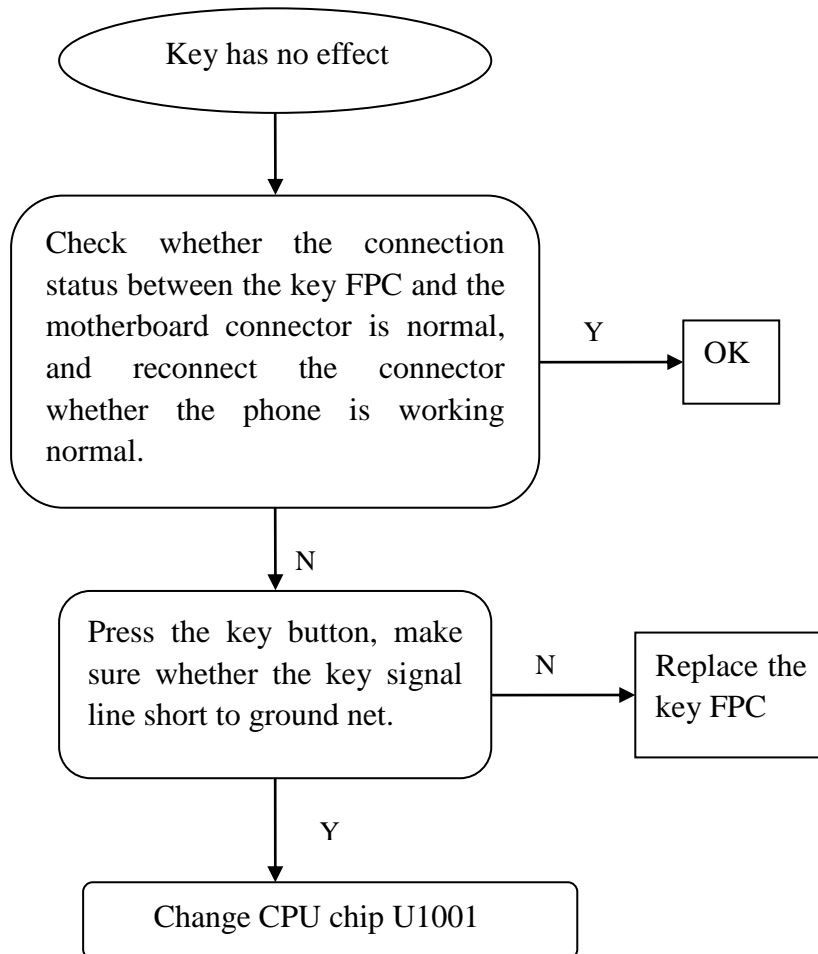 Key has no effect
Check whether the connection
status between the key FPC and the
motherboard connector is normal,
and reconnect the connector
whether the phone is working
normal.
Y
OK
N
Press the key button, make
sure whether the key signal
line short to ground net.
N
Replace the
key FPC
Y
Change CPU chip U1001